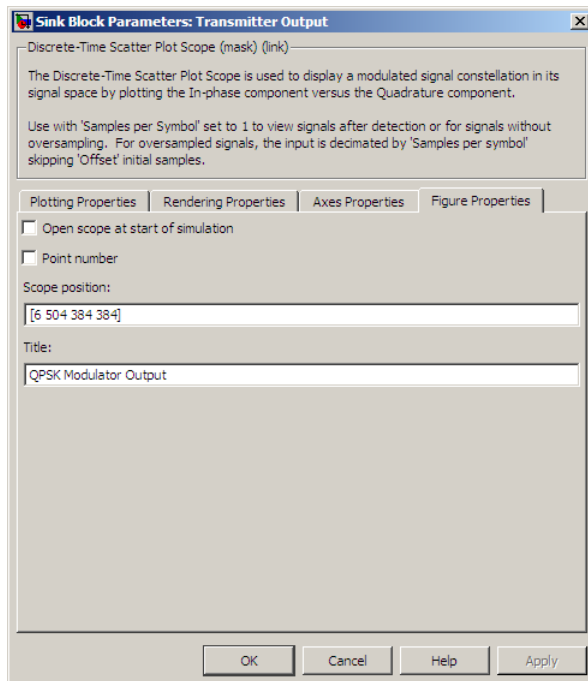 Sink Block Parameters: Transmitter Output
Discrete-Time Scatter Plot Scope (mask) (link)
The Discrete-Time Scatter Plot Scope is used to display a modulated signal constellation in its
signal space by plotting the In-phase component versus the Quadrature component.
Use with 'Samples per Symbol' set to 1 to view signals after detection or for signals without
oversampling.  For oversampled signals, the input is decimated by 'Samples per symbol'
skipping 'Offset' initial samples.
Plotting Properties Rendering Properties Axes Properties Figure Properties
Open scope at start of simulation
Point number
Scope position:
[6 504 384 384]
Title:
QPSK Modulator Output
OK Cancel Help Apply